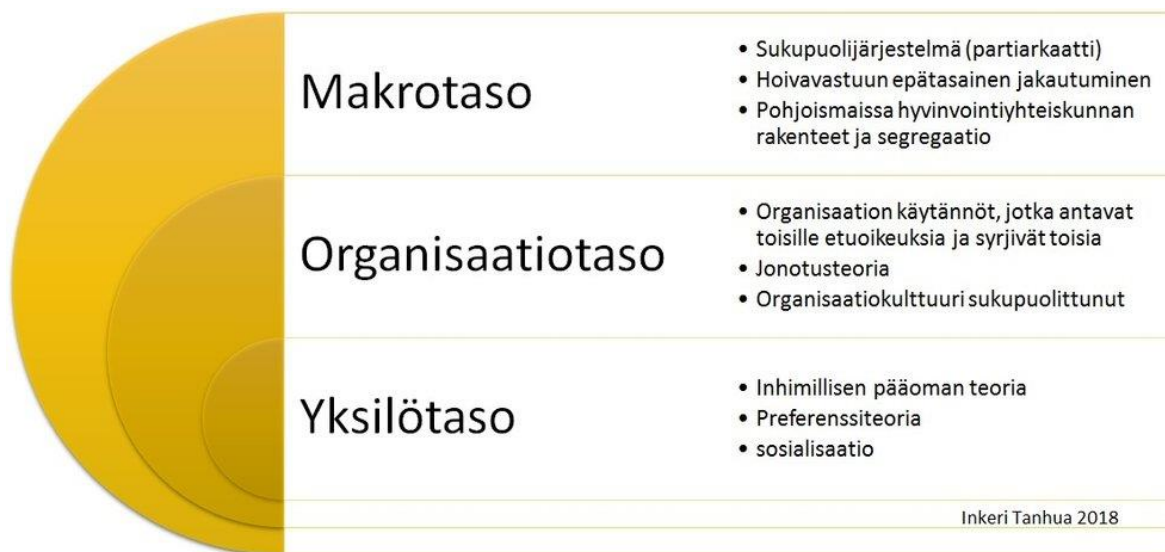 Makrotaso
• Sukupuolijärjestelmä (partiarkaatti)
• Hoivavastuun epätasainen jakautuminen
• Pohjoismaissa hyvinvointiyhteiskunnan
rakenteet ja segregaatio
Organisaatiotaso
• Organisaation käytännöt, jotka antavat
toisille etuoikeuksia ja syrjivät toisia
• Jonotusteoria
• Organisaatiokulttuuri sukupuolittunut
Yksilötaso
• Inhimillisen pääoman teoria
• Preferenssiteoria
• sosialisaatio
Inkeri Tanhua 2018